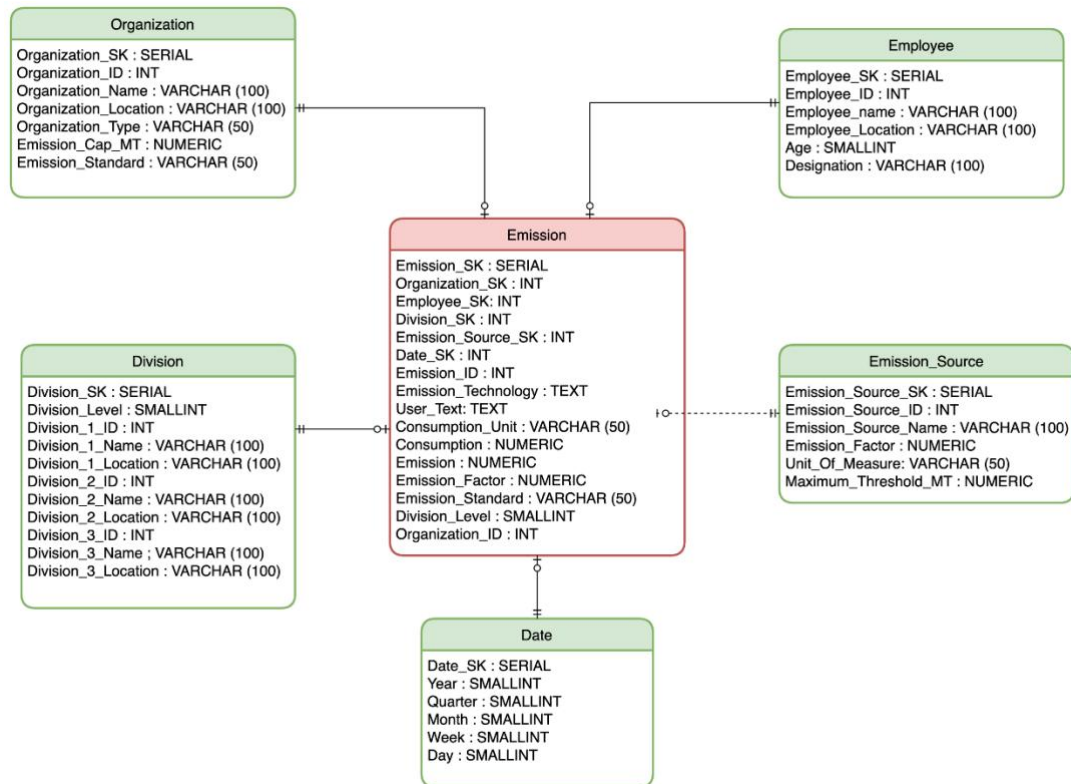 Organization
Organization_SK : SERIAL
Organization_ID : INT
Organization_Name : VARCHAR (100)
Organization_Location : VARCHAR (100)
Organization_Type : VARCHAR (50)
Emission_Cap_MT : NUMERIC
Emission_Standard : VARCHAR (50)
Employee
Employee_SK : SERIAL
Employee_ID : INT
Employee_name : VARCHAR (100)
Employee_Location : VARCHAR (100)
Age : SMALLINT
Designation : VARCHAR (100)
Emission
Emission_SK : SERIAL
Organization_SK : INT
Employee_SK: INT
Division_SK : INT
Emission_Source_SK : INT
Date_SK : INT
Emission_ID : INT
Emission_Technology : TEXT
User_Text: TEXT
Consumption_Unit : VARCHAR (50)
Consumption : NUMERIC
Emission : NUMERIC
Emission_Factor : NUMERIC
Emission_Standard : VARCHAR (50)
Division_Level : SMALLINT
Organization_ID : INT
Division
Division_SK : SERIAL
Division_Level : SMALLINT
Division_1_ID : INT
Division_1_Name : VARCHAR (100)
Division_1_Location : VARCHAR (100)
Division_2_ID : INT
Division_2_Name : VARCHAR (100)
Division_2_Location : VARCHAR (100)
Division_3_ID : INT
Division_3_Name ; VARCHAR (100)
Division_3_Location : VARCHAR (100)
Emission_Source
Emission_Source_SK : SERIAL
Emission_Source_ID : INT
Emission_Source_Name : VARCHAR (100)
Emission_Factor : NUMERIC
Unit_Of_Measure: VARCHAR (50)
Maximum_Threshold_MT : NUMERIC
Date
Date_SK : SERIAL
Year : SMALLINT
Quarter : SMALLINT
Month : SMALLINT
Week : SMALLINT
Day : SMALLINT